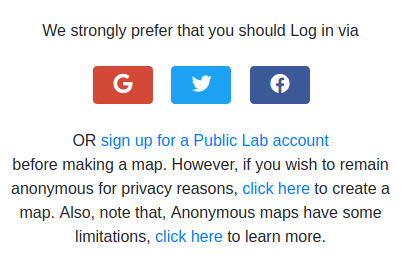 We strongly prefer that you should Log in via
G
OR sign up for a Public Lab account
before making a map. However, if you wish to remain
anonymous for privacy reasons, click here to create a
map. Also, note that, Anonymous maps have some
limitations, click here to learn more.